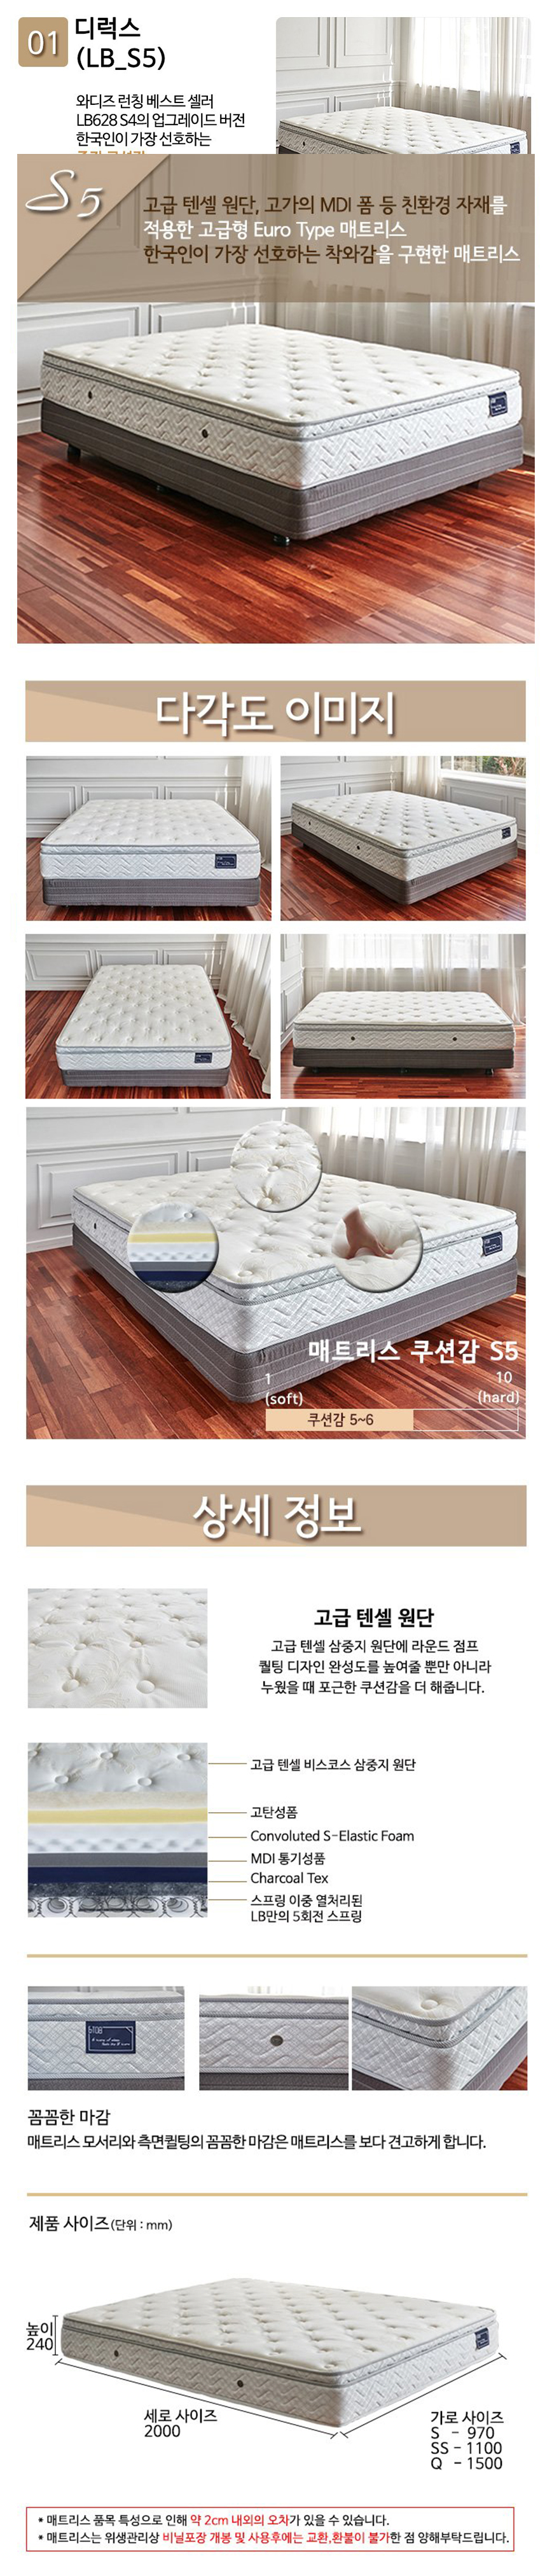 01
디럭스
(LB_S5)
와디즈 런칭 베스트 셀러
LB628 S4의 업그레이드 버전
한국인이 가장 선호하는
S5
고급 텐셀 원단, 고가의 MDI 폼 등 친환경 자재를
적용한 고급형 Euro Type 매트리스
한국인이 가장 선호하는 착와감을 구현한 매트리스
다각도 이미지
매트리스 쿠션감 S5
1 10
(soft) (hard)
쿠션감 5~6
상세 정보
고급 텐셀 원단
고급 텐셀 삼중지 원단에 라운드 점프
퀼팅 디자인 완성도를 높여줄 뿐만 아니라
누웠을 때 포근한 쿠션감을 더 해줍니다.
고급 텐셀 비스코스 삼중지 원단
고탄성폼
Convoluted S-Elastic Foam
MDI 통기성폼
Charcoal Tex
스프링 이중 열처리된
LB만의 5회전 스프링
꼼꼼한 마감
매트리스 모서리와 측면퀼팅의 꼼꼼한 마감은 매트리스를 보다 견고하게 합니다.
제품 사이즈(단위 : mm)
높이
240
세로 사이즈
2000
가로 사이즈
S - 970
SS - 1100
Q - 1500
* 매트리스 품목 특성으로 인해 약 2cm 내외의 오차가 있을 수 있습니다.
* 매트리스는 위생관리상 비닐포장 개봉 및 사용후에는 교환,환불이 불가한 점 양해부탁드립니다.